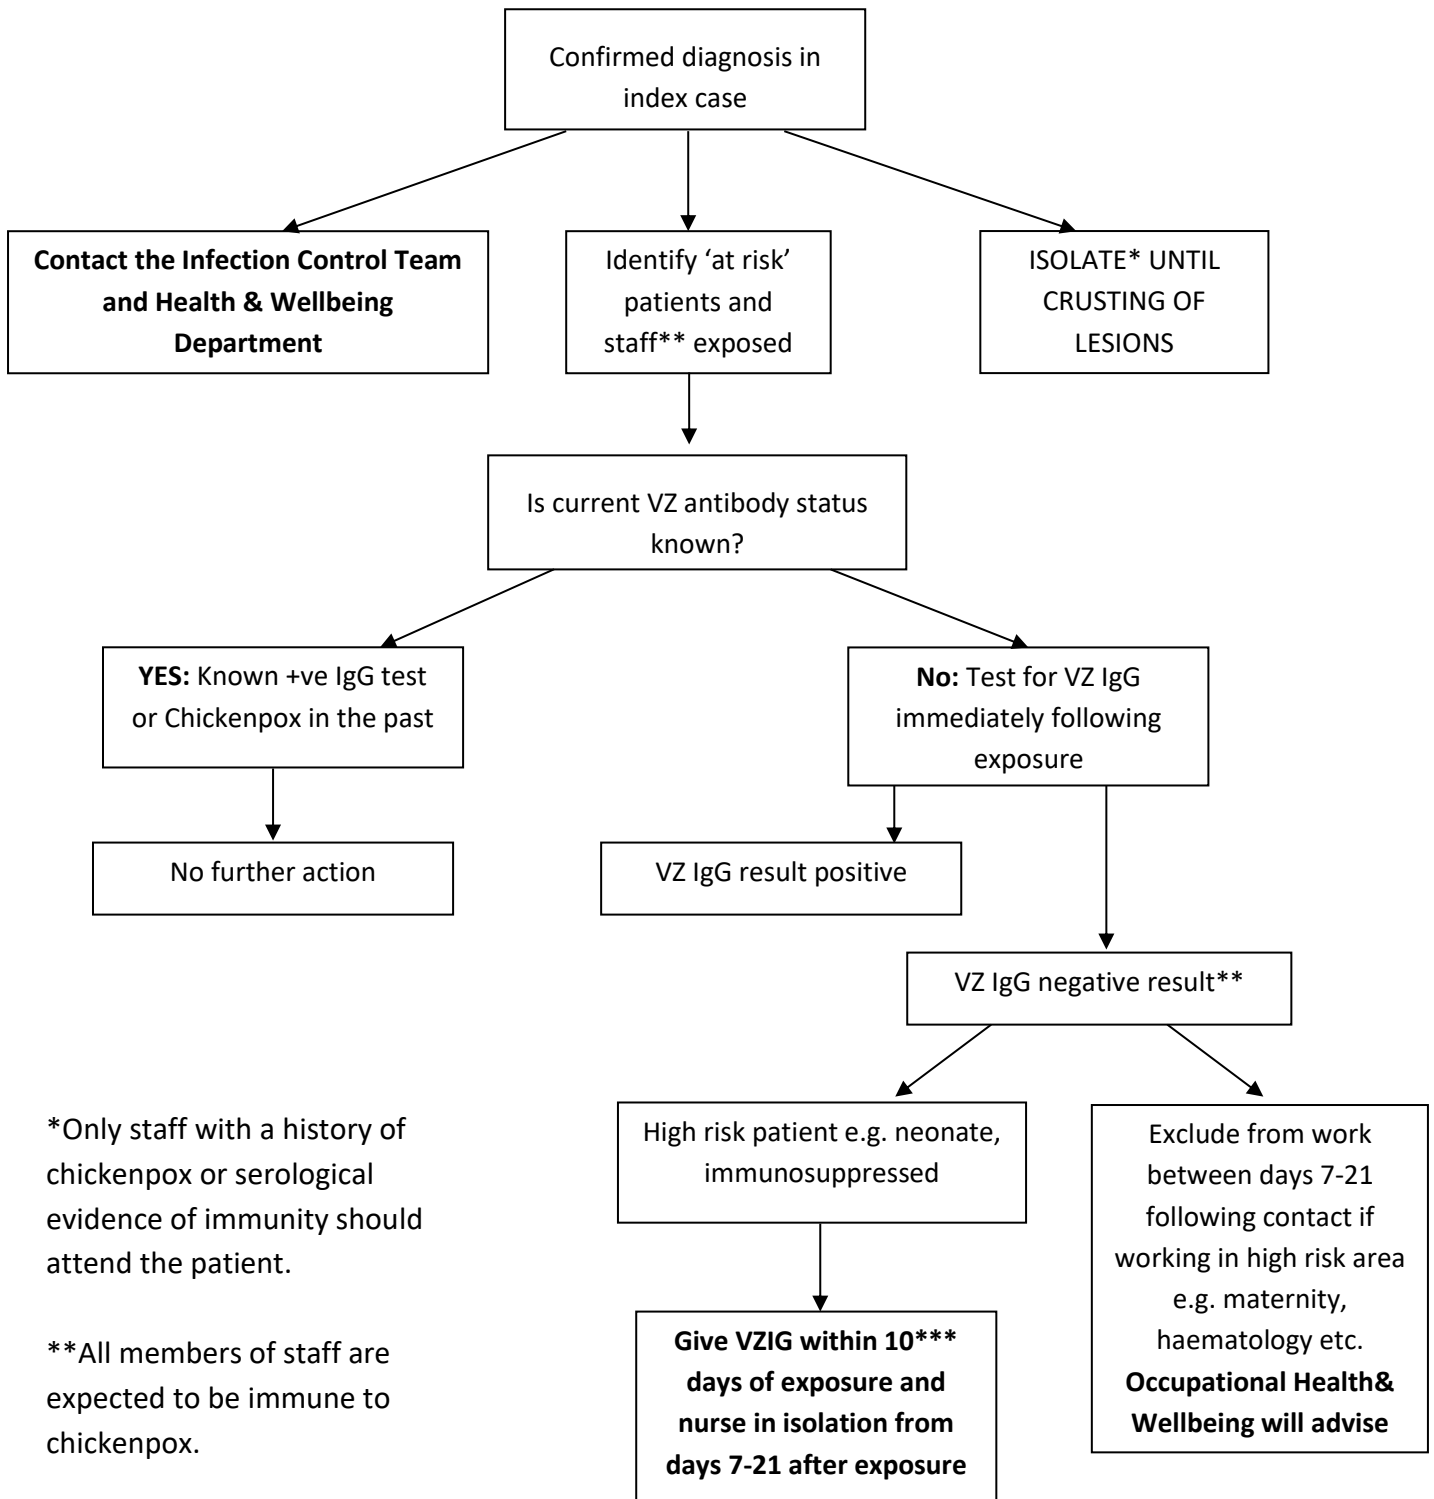 Confirmed diagnosis in
index case
Contact the Infection Control Team
and Health & Wellbeing
Department
Identify ‘at risk’
patients and
staff** exposed
ISOLATE* UNTIL
CRUSTING OF
LESIONS
Is current VZ antibody status
known?
YES: Known +ve IgG test
or Chickenpox in the past
No: Test for VZ IgG
immediately following
exposure
No further action
VZ IgG result positive
VZ IgG negative result**
High risk patient e.g. neonate,
immunosuppressed
Exclude from work
between days 7-21
following contact if
working in high risk area
e.g. maternity,
haematology etc.
Occupational Health&
Wellbeing will advise
Give VZIG within 10***
days of exposure and
nurse in isolation from
days 7-21 after exposure
*Only staff with a history of
chickenpox or serological
evidence of immunity should
attend the patient.
**All members of staff are
expected to be immune to
chickenpox.